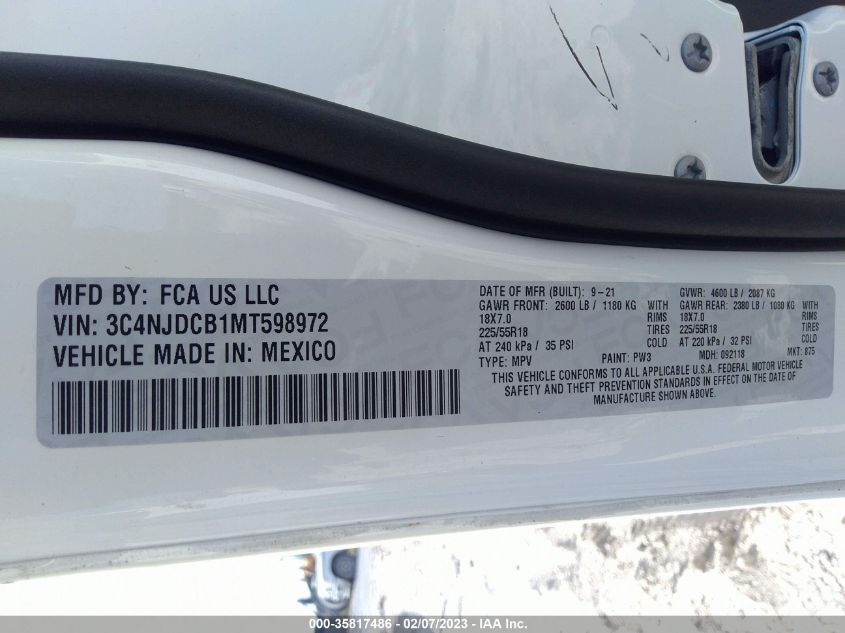 MFD BY: FCA US LLC
VIN: 3C4NJDCB1MT598972
VEHICLE MADE IN: MEXICO
DATE OF MFR (BUILT): 9-21 GVWR: 4600 LB / 2087 KG
GAWR FRONT: 2600 LB / 1180 KG GAWR REAR: 2380 LB / 1080 KG
18X7.0 RIMS 18X7.0 RIMS
225/55R18 TIRE 225/55R18 TIRE
AT 240 kPa / 35 PSI COLD AT 220 kPa / 32 PSI COLD
TYPE: MPV PAINT: PW3 MDH: 092118 MKT: 875
THIS VEHICLE CONFORMS TO ALL APPLICABLE U.S.A. FEDERAL MOTOR VEHICLE
SAFETY AND THEFT PREVENTION STANDARDS IN EFFECT ON THE DATE OF
MANUFACTURE SHOWN ABOVE.
000-35817486 - 02/07/2023 - IAA Inc.